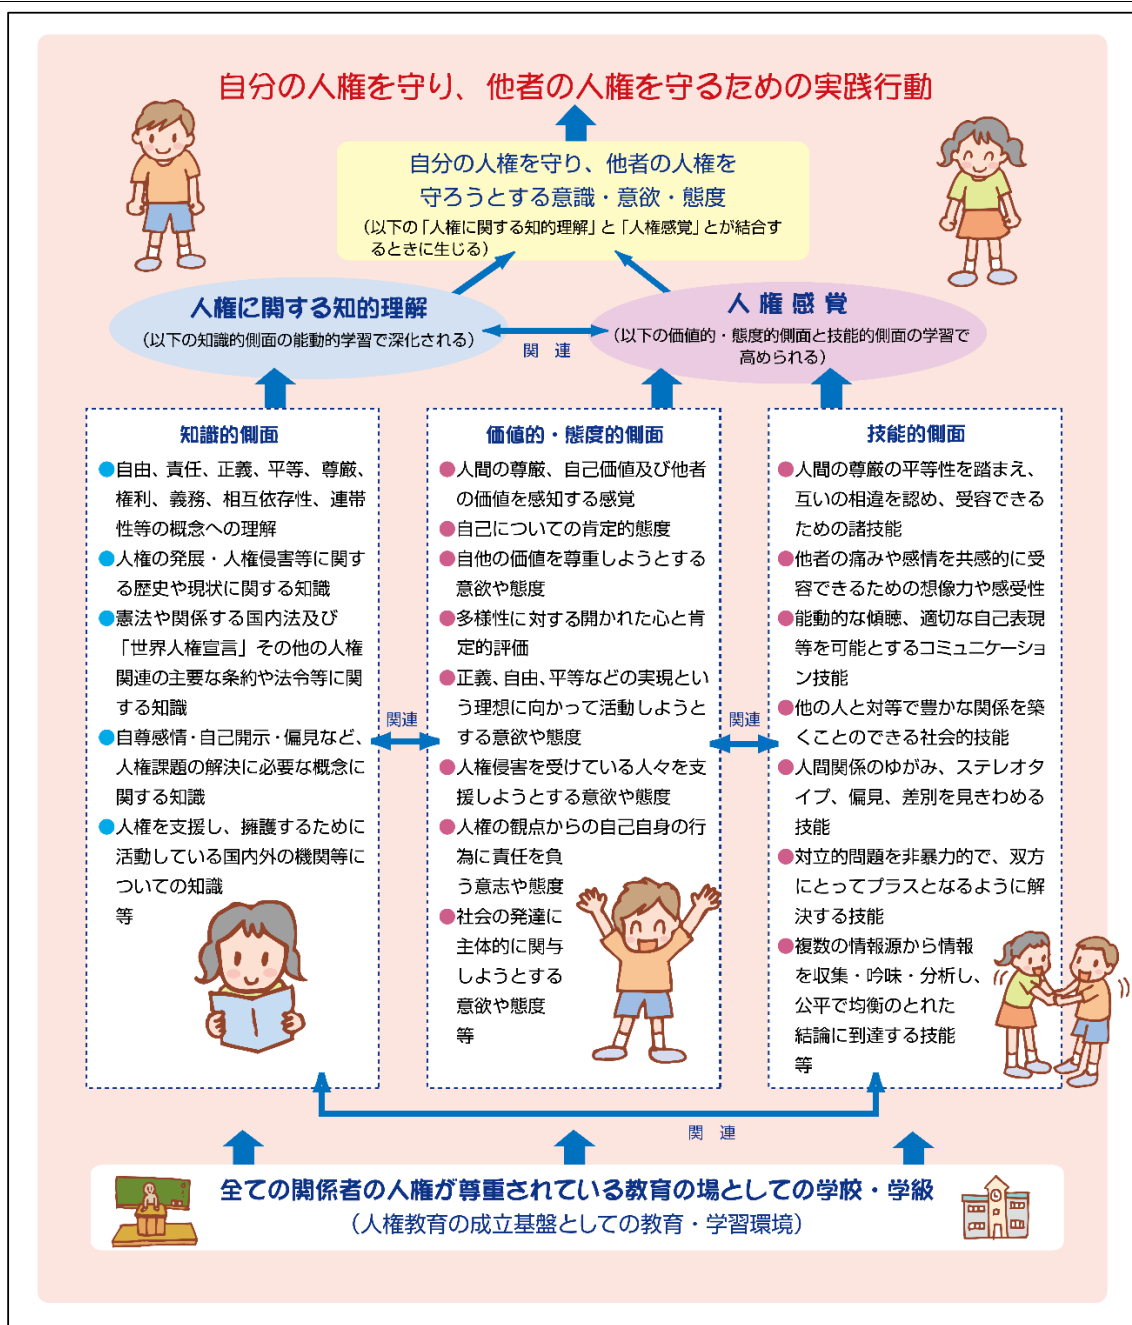 自分の人権を守り、他者の人権を守るための実践行動
自分の人権を守り、他者の人権を
守ろうとする意識・意欲・態度
（以下の「人権に関する知的理解」と「人権感覚」とが結合す
るときに生じる）
人権に関する知的理解
（以下の知識的側面の能動的学習で深化される）
関　連
人 権 感 覚
（以下の価値的・態度的側面と技能的側面の学習で
高められる）
知識的側面
●自由、責任、正義、平等、尊厳、
権利、義務、相互依存性、連帯
性等の概念への理解
●人権の発展・人権侵害等に関す
る歴史や現状に関する知識
●憲法や関係する国内法及び
「世界人権宣言」その他の人権
関連の主要な条約や法令等に関
する知識
●自尊感情・自己開示・偏見など、
人権課題の解決に必要な概念に
関する知識
●人権を支援し、擁護するために
活動している国内外の機関等に
ついての知識
等
関連
価値的・態度的側面
●人間の尊厳、自己価値及び他者
の価値を感知する感覚
●自己についての肯定的態度
●自他の価値を尊重しようとする
意欲や態度
●多様性に対する開かれた心と肯
定的評価
●正義、自由、平等などの実現とい
う理想に向かって活動しようと
する意欲や態度
●人権侵害を受けている人々を支
援しようとする意欲や態度
●人権の観点からの自己自身の行
為に責任を負
う意志や態度
●社会の発達に
主体的に関与
しようとする
意欲や態度
等
関連
技能的側面
●人間の尊厳の平等性を踏まえ、
互いの相違を認め、受容できる
ための諸技能
●他者の痛みや感情を共感的に受
容できるための想像力や感受性
●能動的な傾聴、適切な自己表現
等を可能とするコミュニケーショ
ン技能
●他の人と対等で豊かな関係を築
くことのできる社会的技能
●人間関係のゆがみ、ステレオタ
イプ、偏見、差別を見きわめる
技能
●対立的問題を非暴力的で、双方
にとってプラスとなるように解
決する技能
●複数の情報源から情報
を収集・吟味・分析し、
公平で均衡のとれた
結論に到達する技能
等
関　連
全ての関係者の人権が尊重されている教育の場としての学校・学級
（人権教育の成立基盤としての教育・学習環境）